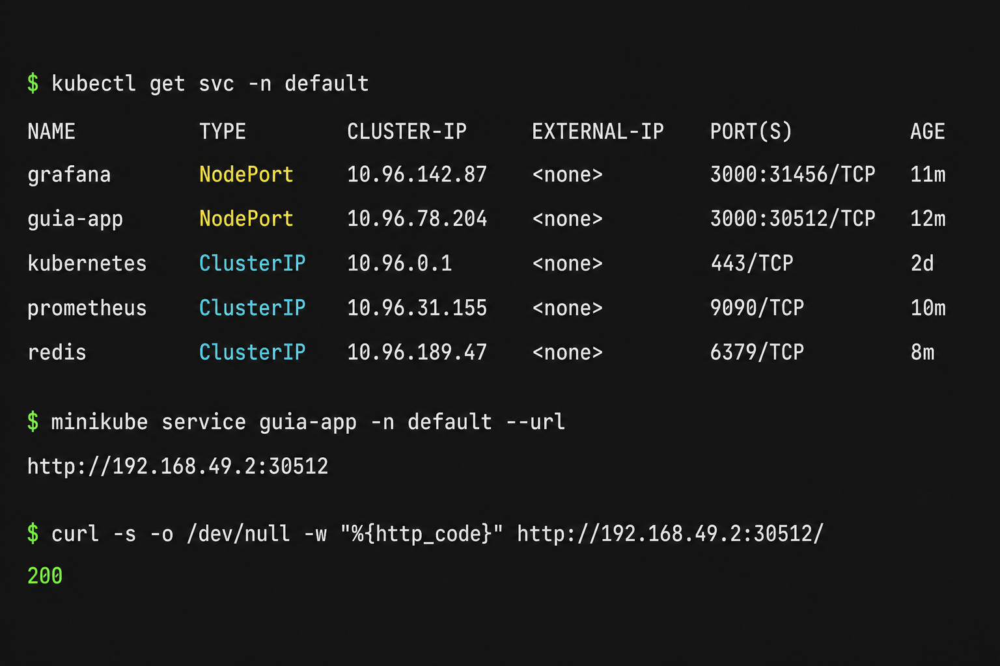 $ kubectl get svc -n default
NAME TYPE CLUSTER-IP EXTERNAL-IP PORT(S) AGE
grafana NodePort 10.96.142.87 <none> 3000:31456/TCP 11m
guia-app NodePort 10.96.78.204 <none> 3000:30512/TCP 12m
kubernetes ClusterIP 10.96.0.1 <none> 443/TCP 2d
prometheus ClusterIP 10.96.31.155 <none> 9090/TCP 10m
redis ClusterIP 10.96.189.47 <none> 6379/TCP 8m
$ minikube service guia-app -n default --url
http://192.168.49.2:30512
$ curl -s -o /dev/null -w "%{http_code}" http://192.168.49.2:30512/
200